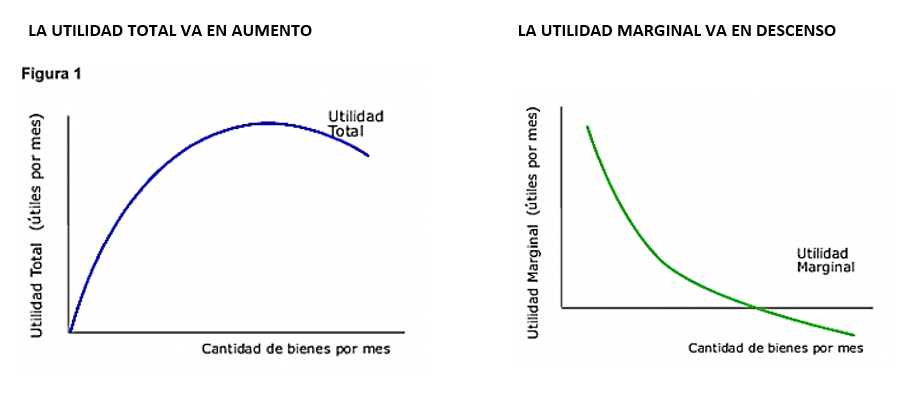 LA UTILIDAD TOTAL VA EN AUMENTO
LA UTILIDAD MARGINAL VA EN DESCENSO
Figura 1
Utilidad Total (útiles por mes)
Utilidad
Total
Cantidad de bienes por mes
Utilidad Marginal (útiles por mes)
Utilidad
Marginal
Cantidad de bienes por mes